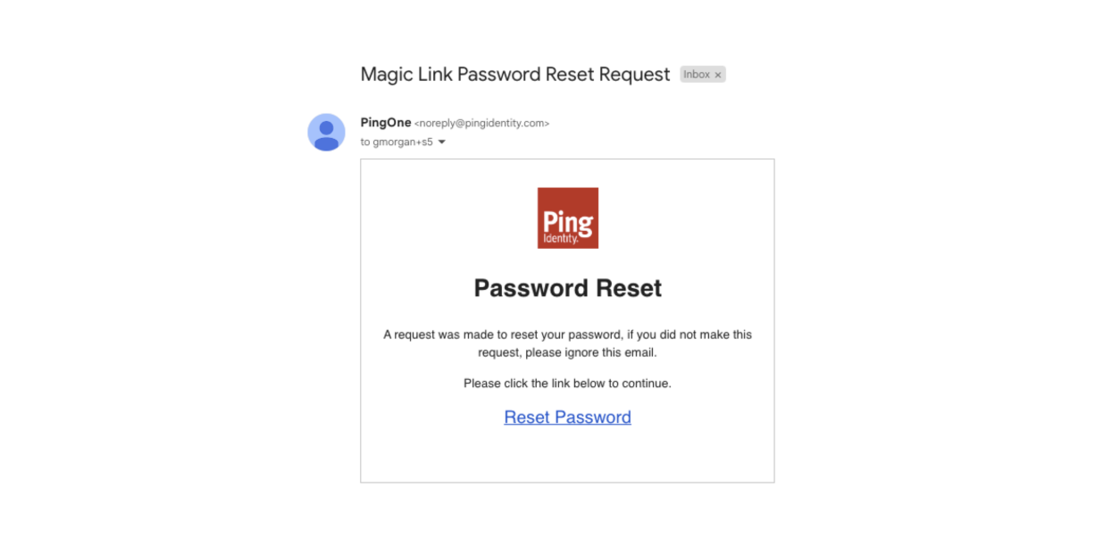 Magic Link Password Reset Request Inbox ×
PingOne <noreply@pingidentity.com>
to gmorgan+s5
Ping
Identity.
Password Reset
A request was made to reset your password, if you did not make this
request, please ignore this email.
Please click the link below to continue.
Reset Password